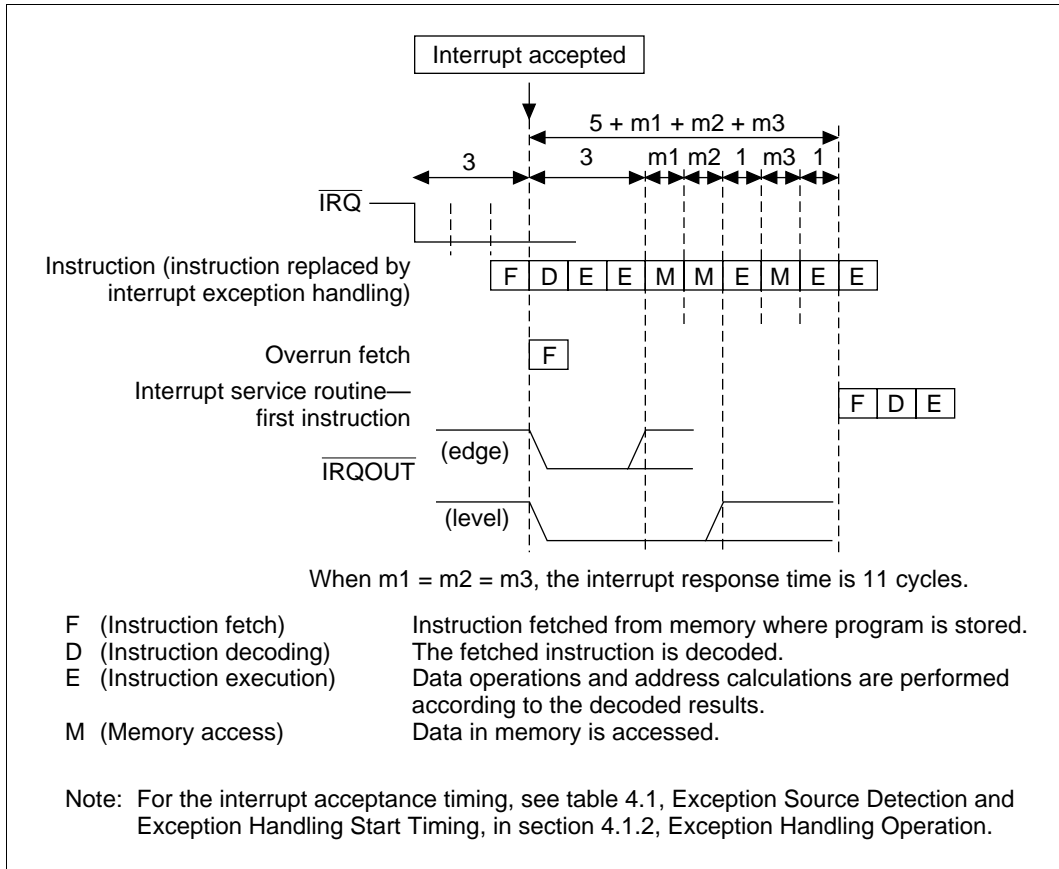 Interrupt accepted
5 + m1 + m2 + m3
3
3
m1
m2
1
m3
1
IRQ
Instruction (instruction replaced by
interrupt exception handling)
F D E E M M E M E E
Overrun fetch
F
Interrupt service routine—
first instruction
F D E
(edge)
IRQOUT
(level)
When m1 = m2 = m3, the interrupt response time is 11 cycles.
F (Instruction fetch) Instruction fetched from memory where program is stored.
D (Instruction decoding) The fetched instruction is decoded.
E (Instruction execution) Data operations and address calculations are performed
according to the decoded results.
M (Memory access) Data in memory is accessed.
Note: For the interrupt acceptance timing, see table 4.1, Exception Source Detection and
Exception Handling Start Timing, in section 4.1.2, Exception Handling Operation.